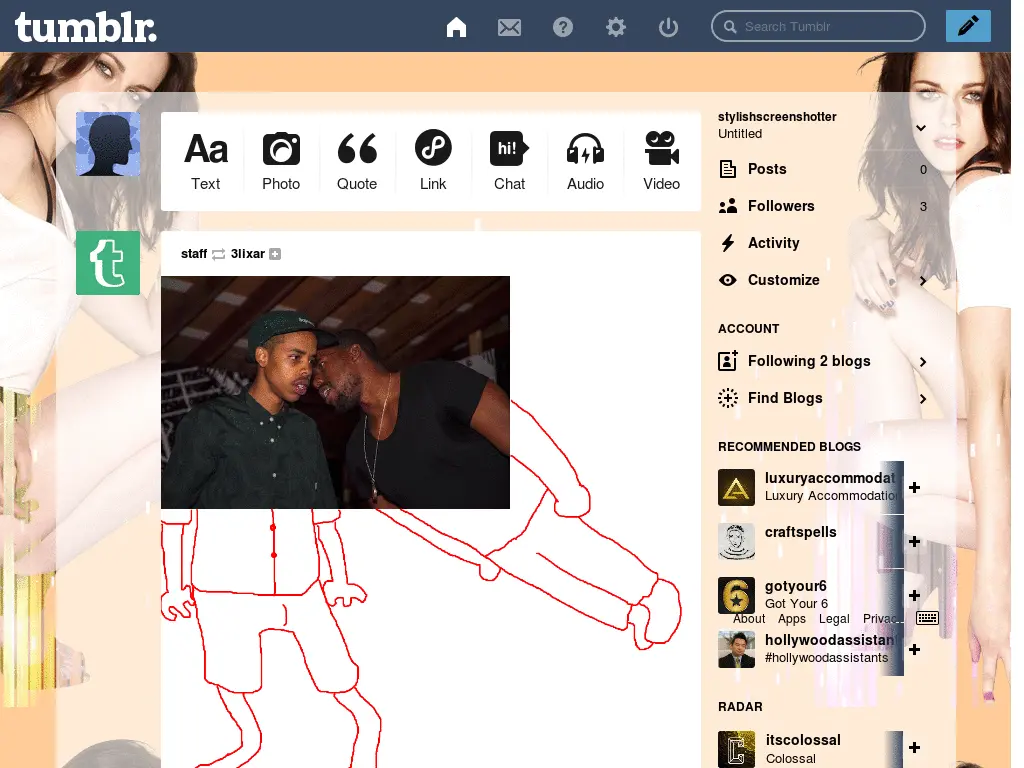 tumblr.
Search Tumblr
Aa
hi!
Text
Photo
Quote
Link
Chat
Audio
Video
staff
3lixar
stylishscreenshotter
Untitled
Posts 0
Followers 3
Activity
Customize
ACCOUNT
Following 2 blogs
Find Blogs
RECOMMENDED BLOGS
luxuryaccommodat
Luxury Accommodatio
craftspells
gotyour6
Got Your 6
About Apps Legal Privac
hollywoodassistan
#hollywoodassistants
RADAR
itscolossal
Colossal